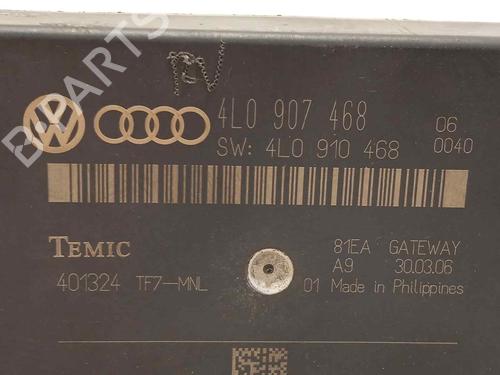 B-PARTS
4L0 907 468 06
SW: 4L0 910 468 0040
TEMIC 81EA GATEWAY
A9 30.03.06
401324 TF7-MNL 01 Made in Philippines